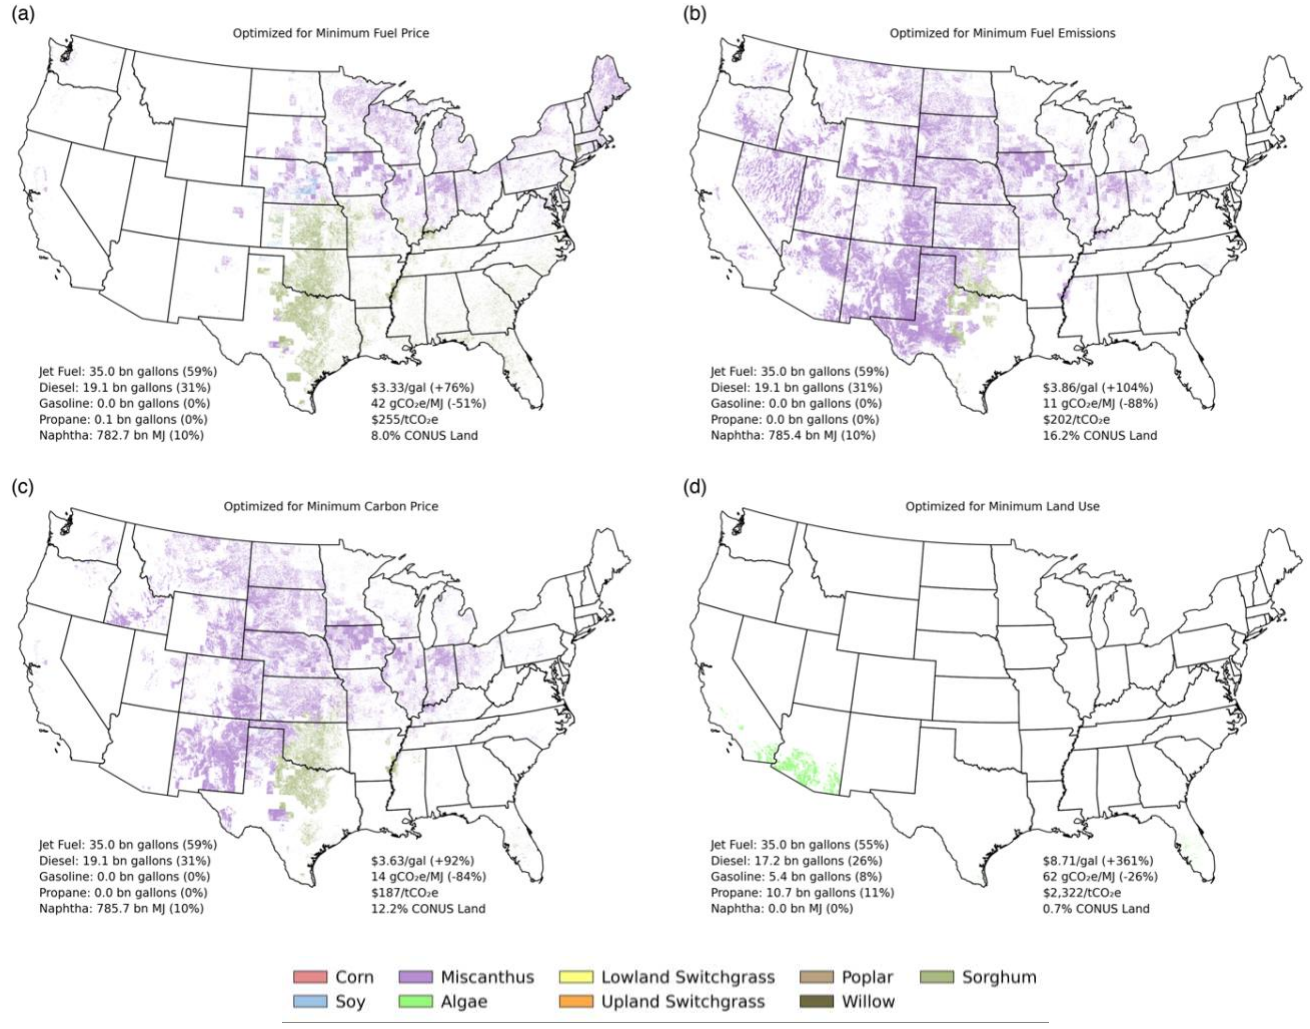 (a)
Optimized for Minimum Fuel Price
Jet Fuel: 35.0 bn gallons (59%)
Diesel: 19.1 bn gallons (31%)
Gasoline: 0.0 bn gallons (0%)
Propane: 0.1 bn gallons (0%)
Naphtha: 782.7 bn MJ (10%)
$3.33/gal (+76%)
42 gCO₂e/MJ (-51%)
$255/tCO₂e
8.0% CONUS Land
(b)
Optimized for Minimum Fuel Emissions
Jet Fuel: 35.0 bn gallons (59%)
Diesel: 19.1 bn gallons (31%)
Gasoline: 0.0 bn gallons (0%)
Propane: 0.0 bn gallons (0%)
Naphtha: 785.4 bn MJ (10%)
$3.86/gal (+104%)
11 gCO₂e/MJ (-88%)
$202/tCO₂e
16.2% CONUS Land
(c)
Optimized for Minimum Carbon Price
Jet Fuel: 35.0 bn gallons (59%)
Diesel: 19.1 bn gallons (31%)
Gasoline: 0.0 bn gallons (0%)
Propane: 0.0 bn gallons (0%)
Naphtha: 785.7 bn MJ (10%)
$3.63/gal (+92%)
14 gCO₂e/MJ (-84%)
$187/tCO₂e
12.2% CONUS Land
(d)
Optimized for Minimum Land Use
Jet Fuel: 35.0 bn gallons (55%)
Diesel: 17.2 bn gallons (26%)
Gasoline: 5.4 bn gallons (8%)
Propane: 10.7 bn gallons (11%)
Naphtha: 0.0 bn MJ (0%)
$8.71/gal (+361%)
62 gCO₂e/MJ (-26%)
$2,322/tCO₂e
0.7% CONUS Land
Corn
Miscanthus
Lowland Switchgrass
Poplar
Sorghum
Soy
Algae
Upland Switchgrass
Willow